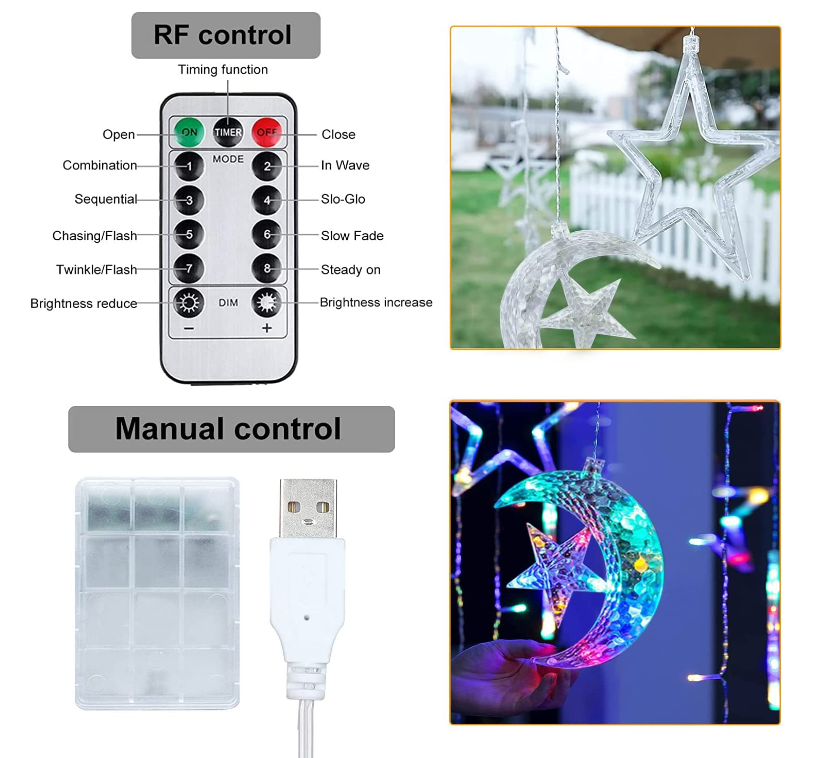 RF control
Timing function
Open
ON
TIMER
OFF
Close
Combination
1
MODE
2
In Wave
Sequential
3
4
Slo-Glo
Chasing/Flash
5
6
Slow Fade
Twinkle/Flash
7
8
Steady on
Brightness reduce
DIM
Brightness increase
−
+
Manual control